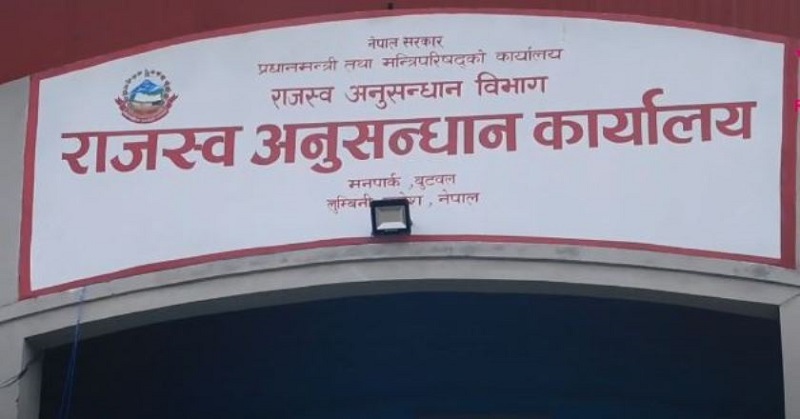 नेपाल सरकार
प्रधानमन्त्री तथा मन्त्रिपरिषद्को कार्यालय
राजस्व अनुसन्धान विभाग
राजस्व अनुसन्धान कार्यालय
मनपार्क ,बुटवल
लुम्बिनी , नेपाल